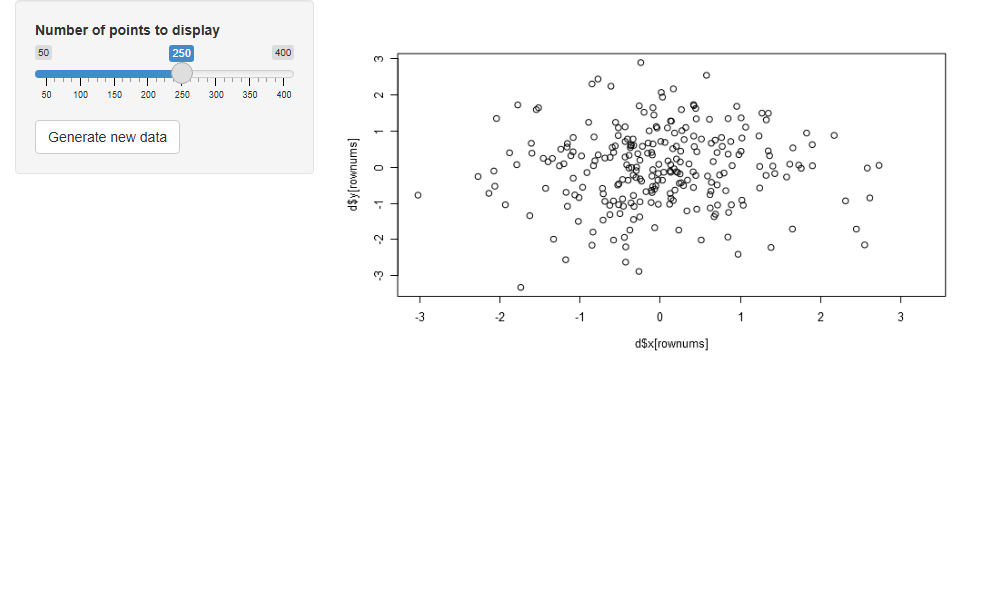 Number of points to display
50 250 400
50 100 150 200 250 300 350 400
Generate new data
d$y[rownums]
3
2
1
0
-1
-2
-3
-3 -2 -1 0 1 2 3
d$x[rownums]